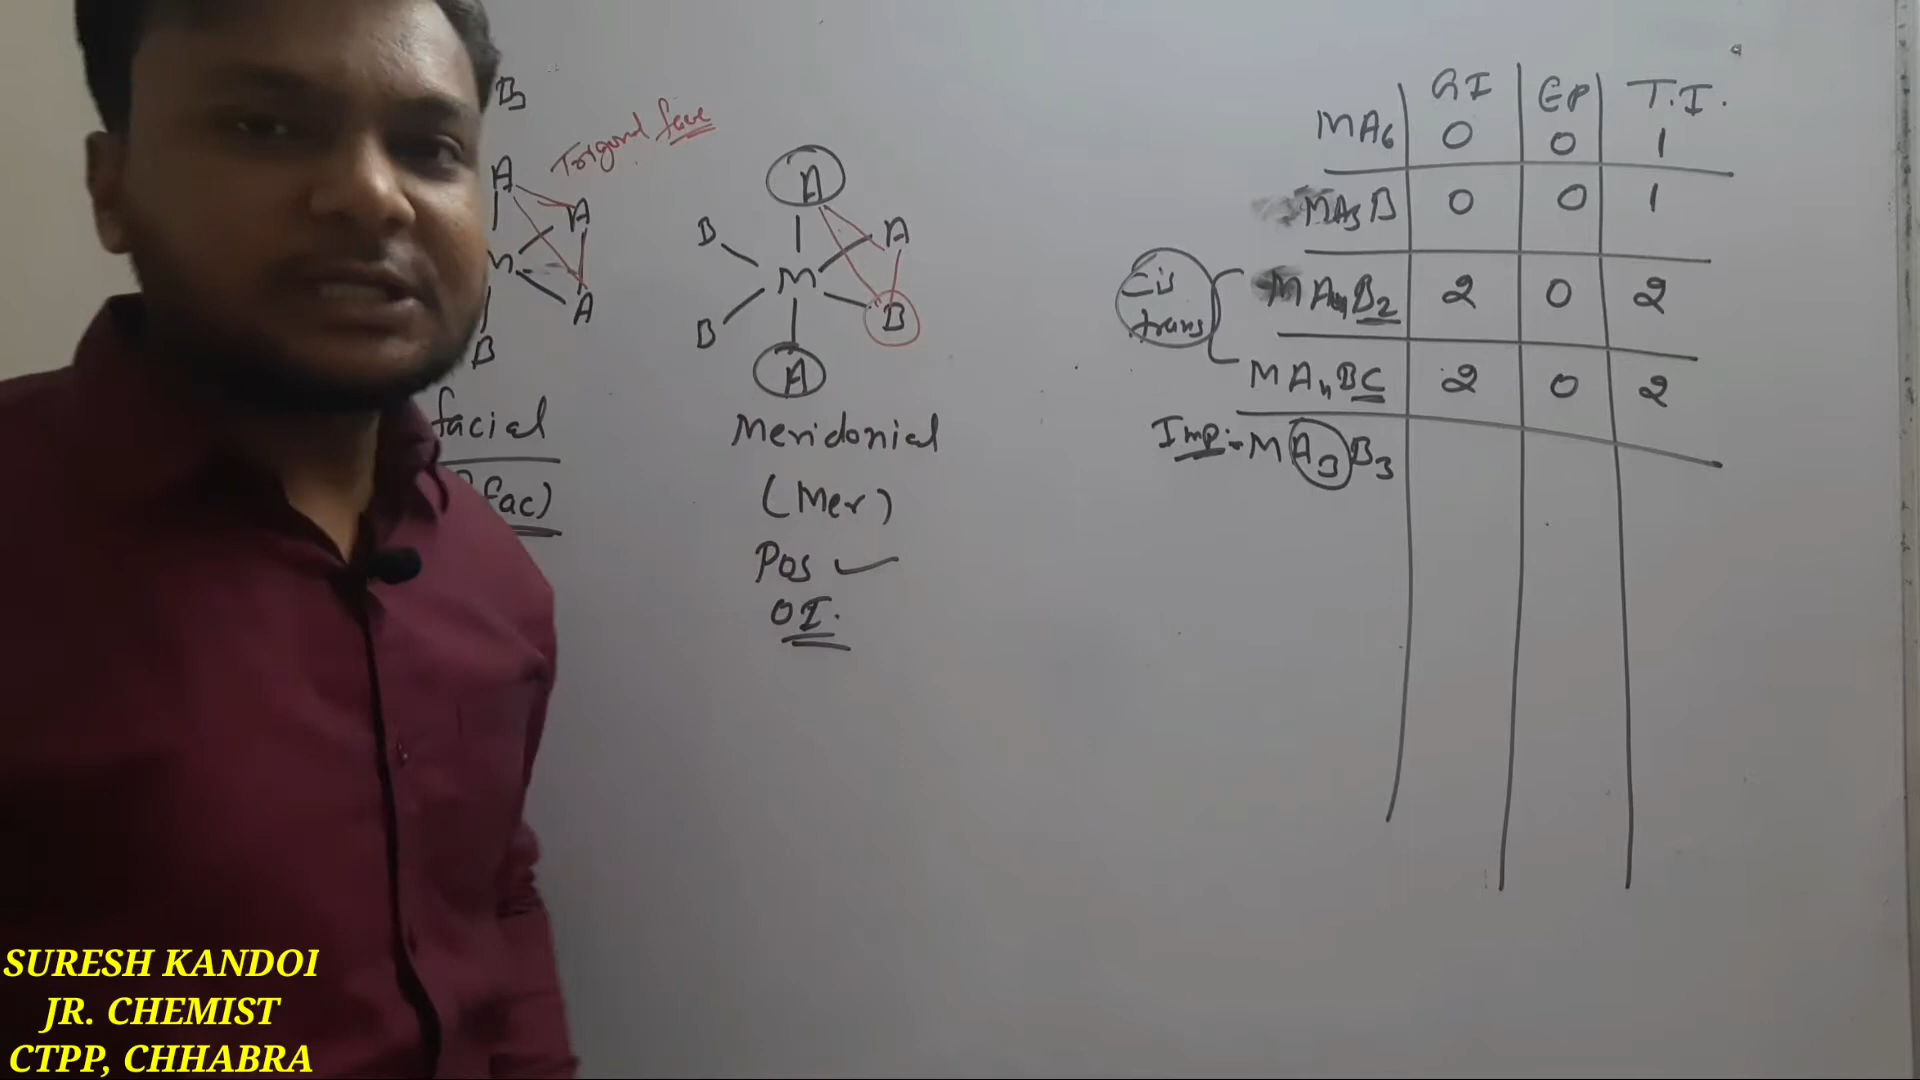 B
A
Trigonal face
A
M
A
B
facial
fac)
A
B
A
M
B
B
A
Meridonial
(Mer)
Pos ✓
OI.
GI EP T.I.
MA6 0 0 1
MA5B 0 0 1
cis
trans
MA4B2 2 0 2
MA4BC 2 0 2
Imp:- MA3B3
SURESH KANDOI
JR. CHEMIST
CTPP, CHHABRA